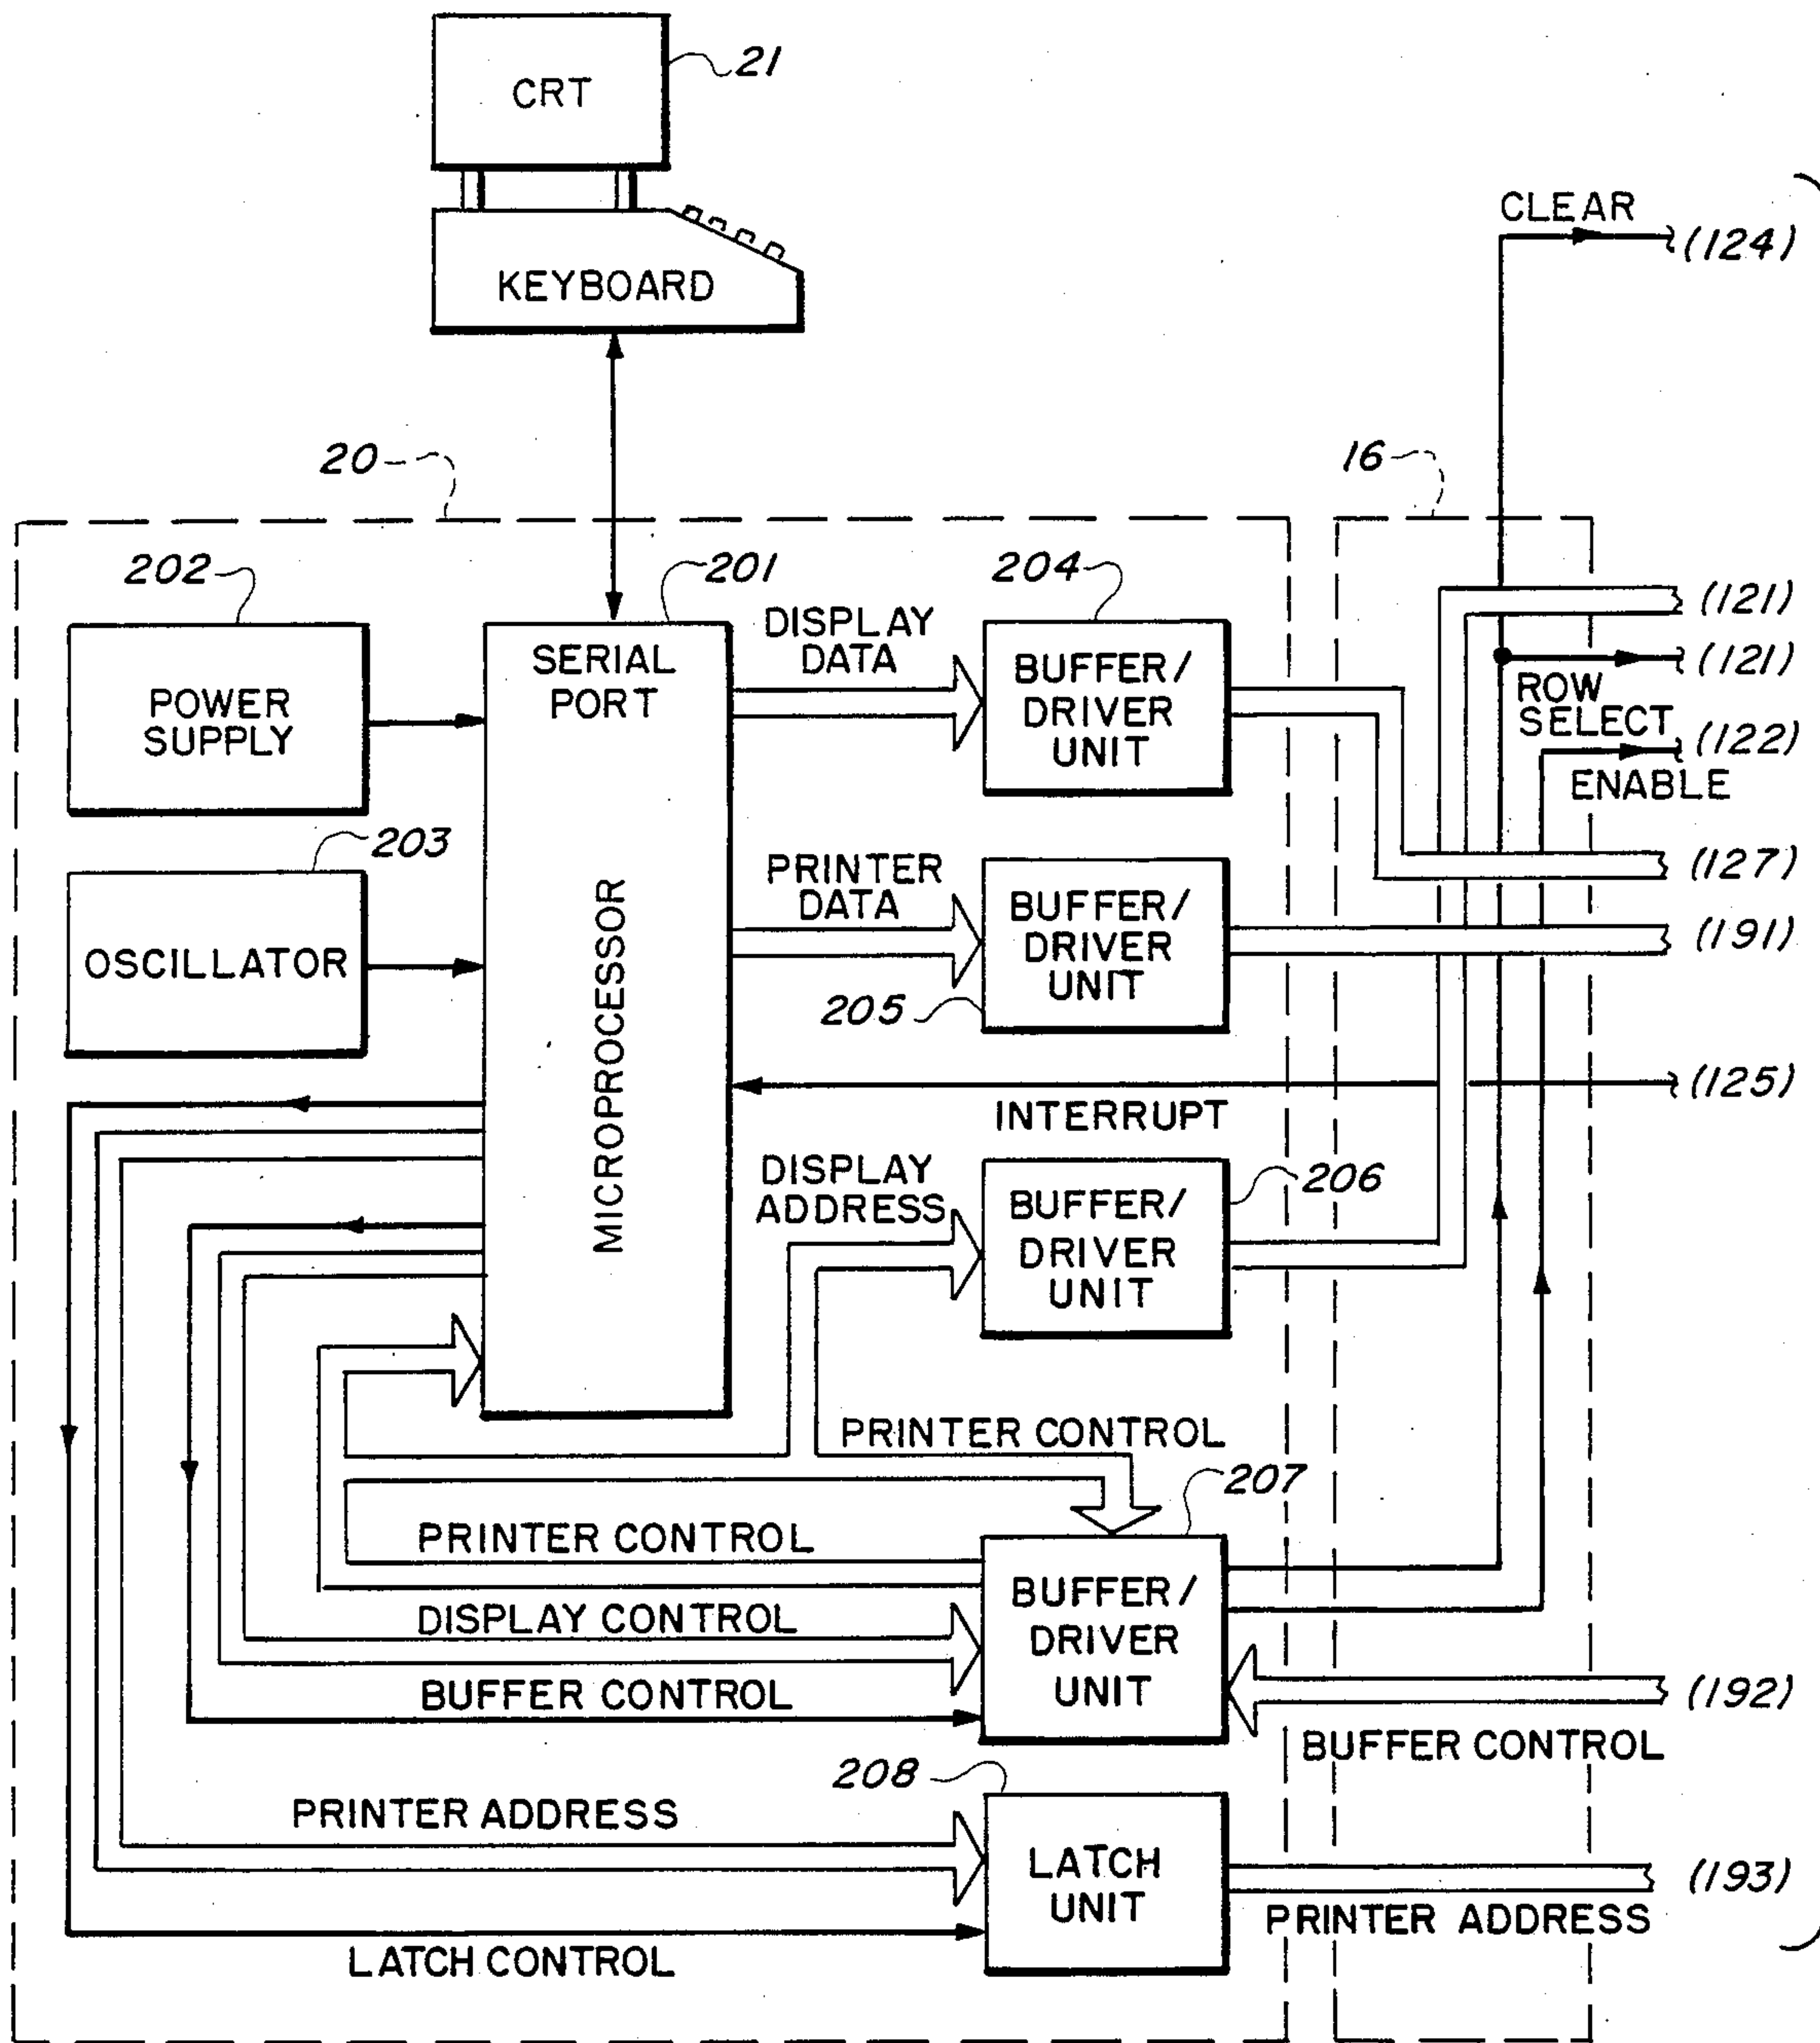 CRT
21
KEYBOARD
CLEAR
(124)
20
16
202
201
204
POWER
SUPPLY
SERIAL
PORT
MICROPROCESSOR
DISPLAY
DATA
BUFFER/
DRIVER
UNIT
(121)
(121)
ROW
SELECT
(122)
ENABLE
203
OSCILLATOR
PRINTER
DATA
BUFFER/
DRIVER
UNIT
205
(127)
(191)
(125)
INTERRUPT
DISPLAY
ADDRESS
BUFFER/
DRIVER
UNIT
206
PRINTER CONTROL
207
PRINTER CONTROL
DISPLAY CONTROL
BUFFER CONTROL
BUFFER/
DRIVER
UNIT
(192)
BUFFER CONTROL
208
PRINTER ADDRESS
LATCH
UNIT
(193)
PRINTER ADDRESS
LATCH CONTROL